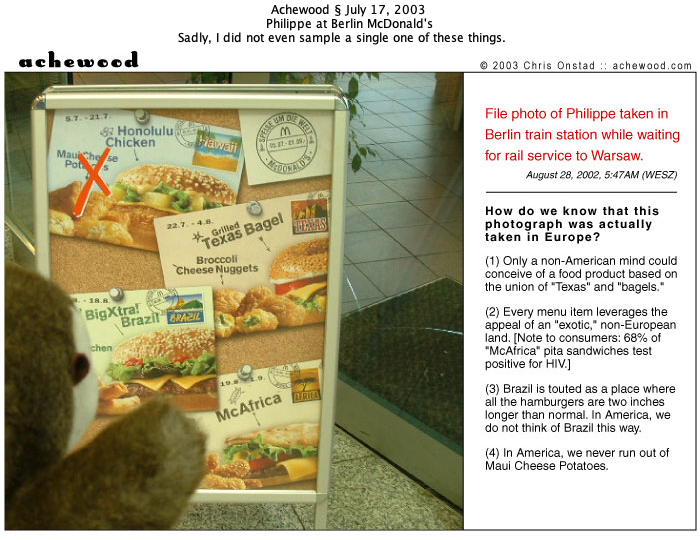 Achewood § July 17, 2003
Philippe at Berlin McDonald's
Sadly, I did not even sample a single one of these things.
achewood
© 2003 Chris Onstad :: achewood.com
5.7. - 21.7.
Honolulu
Chicken
Maui Cheese
Potatoes
Hawaii
SPEISE UM DIE WELT
McDONALD'S
22.7. - 4.8.
Grilled
Texas Bagel
Broccoli
Cheese Nuggets
TEXAS
- 18.8.
BigXtra!
Brazil
BRAZIL
chen
McAfrica
AFRICA
File photo of Philippe taken in
Berlin train station while waiting
for rail service to Warsaw.
August 28, 2002, 5:47AM (WESZ)
How do we know that this
photograph was actually
taken in Europe?
(1) Only a non-American mind could
conceive of a food product based on
the union of "Texas" and "bagels."
(2) Every menu item leverages the
appeal of an "exotic," non-European
land. [Note to consumers: 68% of
"McAfrica" pita sandwiches test
positive for HIV.]
(3) Brazil is touted as a place where
all the hamburgers are two inches
longer than normal. In America, we
do not think of Brazil this way.
(4) In America, we never run out of
Maui Cheese Potatoes.